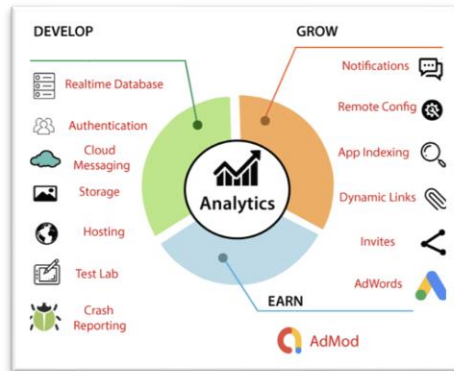 DEVELOP
Realtime Database
Authentication
Cloud
Messaging
Storage
Hosting
Test Lab
Crash
Reporting
GROW
Notifications
Remote Config
App Indexing
Dynamic Links
Invites
AdWords
Analytics
EARN
AdMod